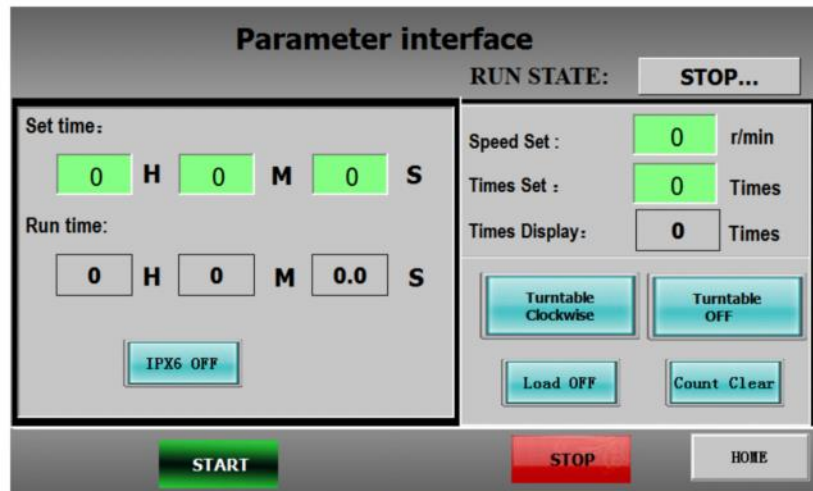 Parameter interface
RUN STATE: STOP...
Set time:
0 H 0 M 0 S
Run time:
0 H 0 M 0.0 S
IPX6 OFF
Speed Set : 0 r/min
Times Set : 0 Times
Times Display: 0 Times
Turntable
Clockwise
Turntable
OFF
Load OFF
Count Clear
START
STOP
HOME